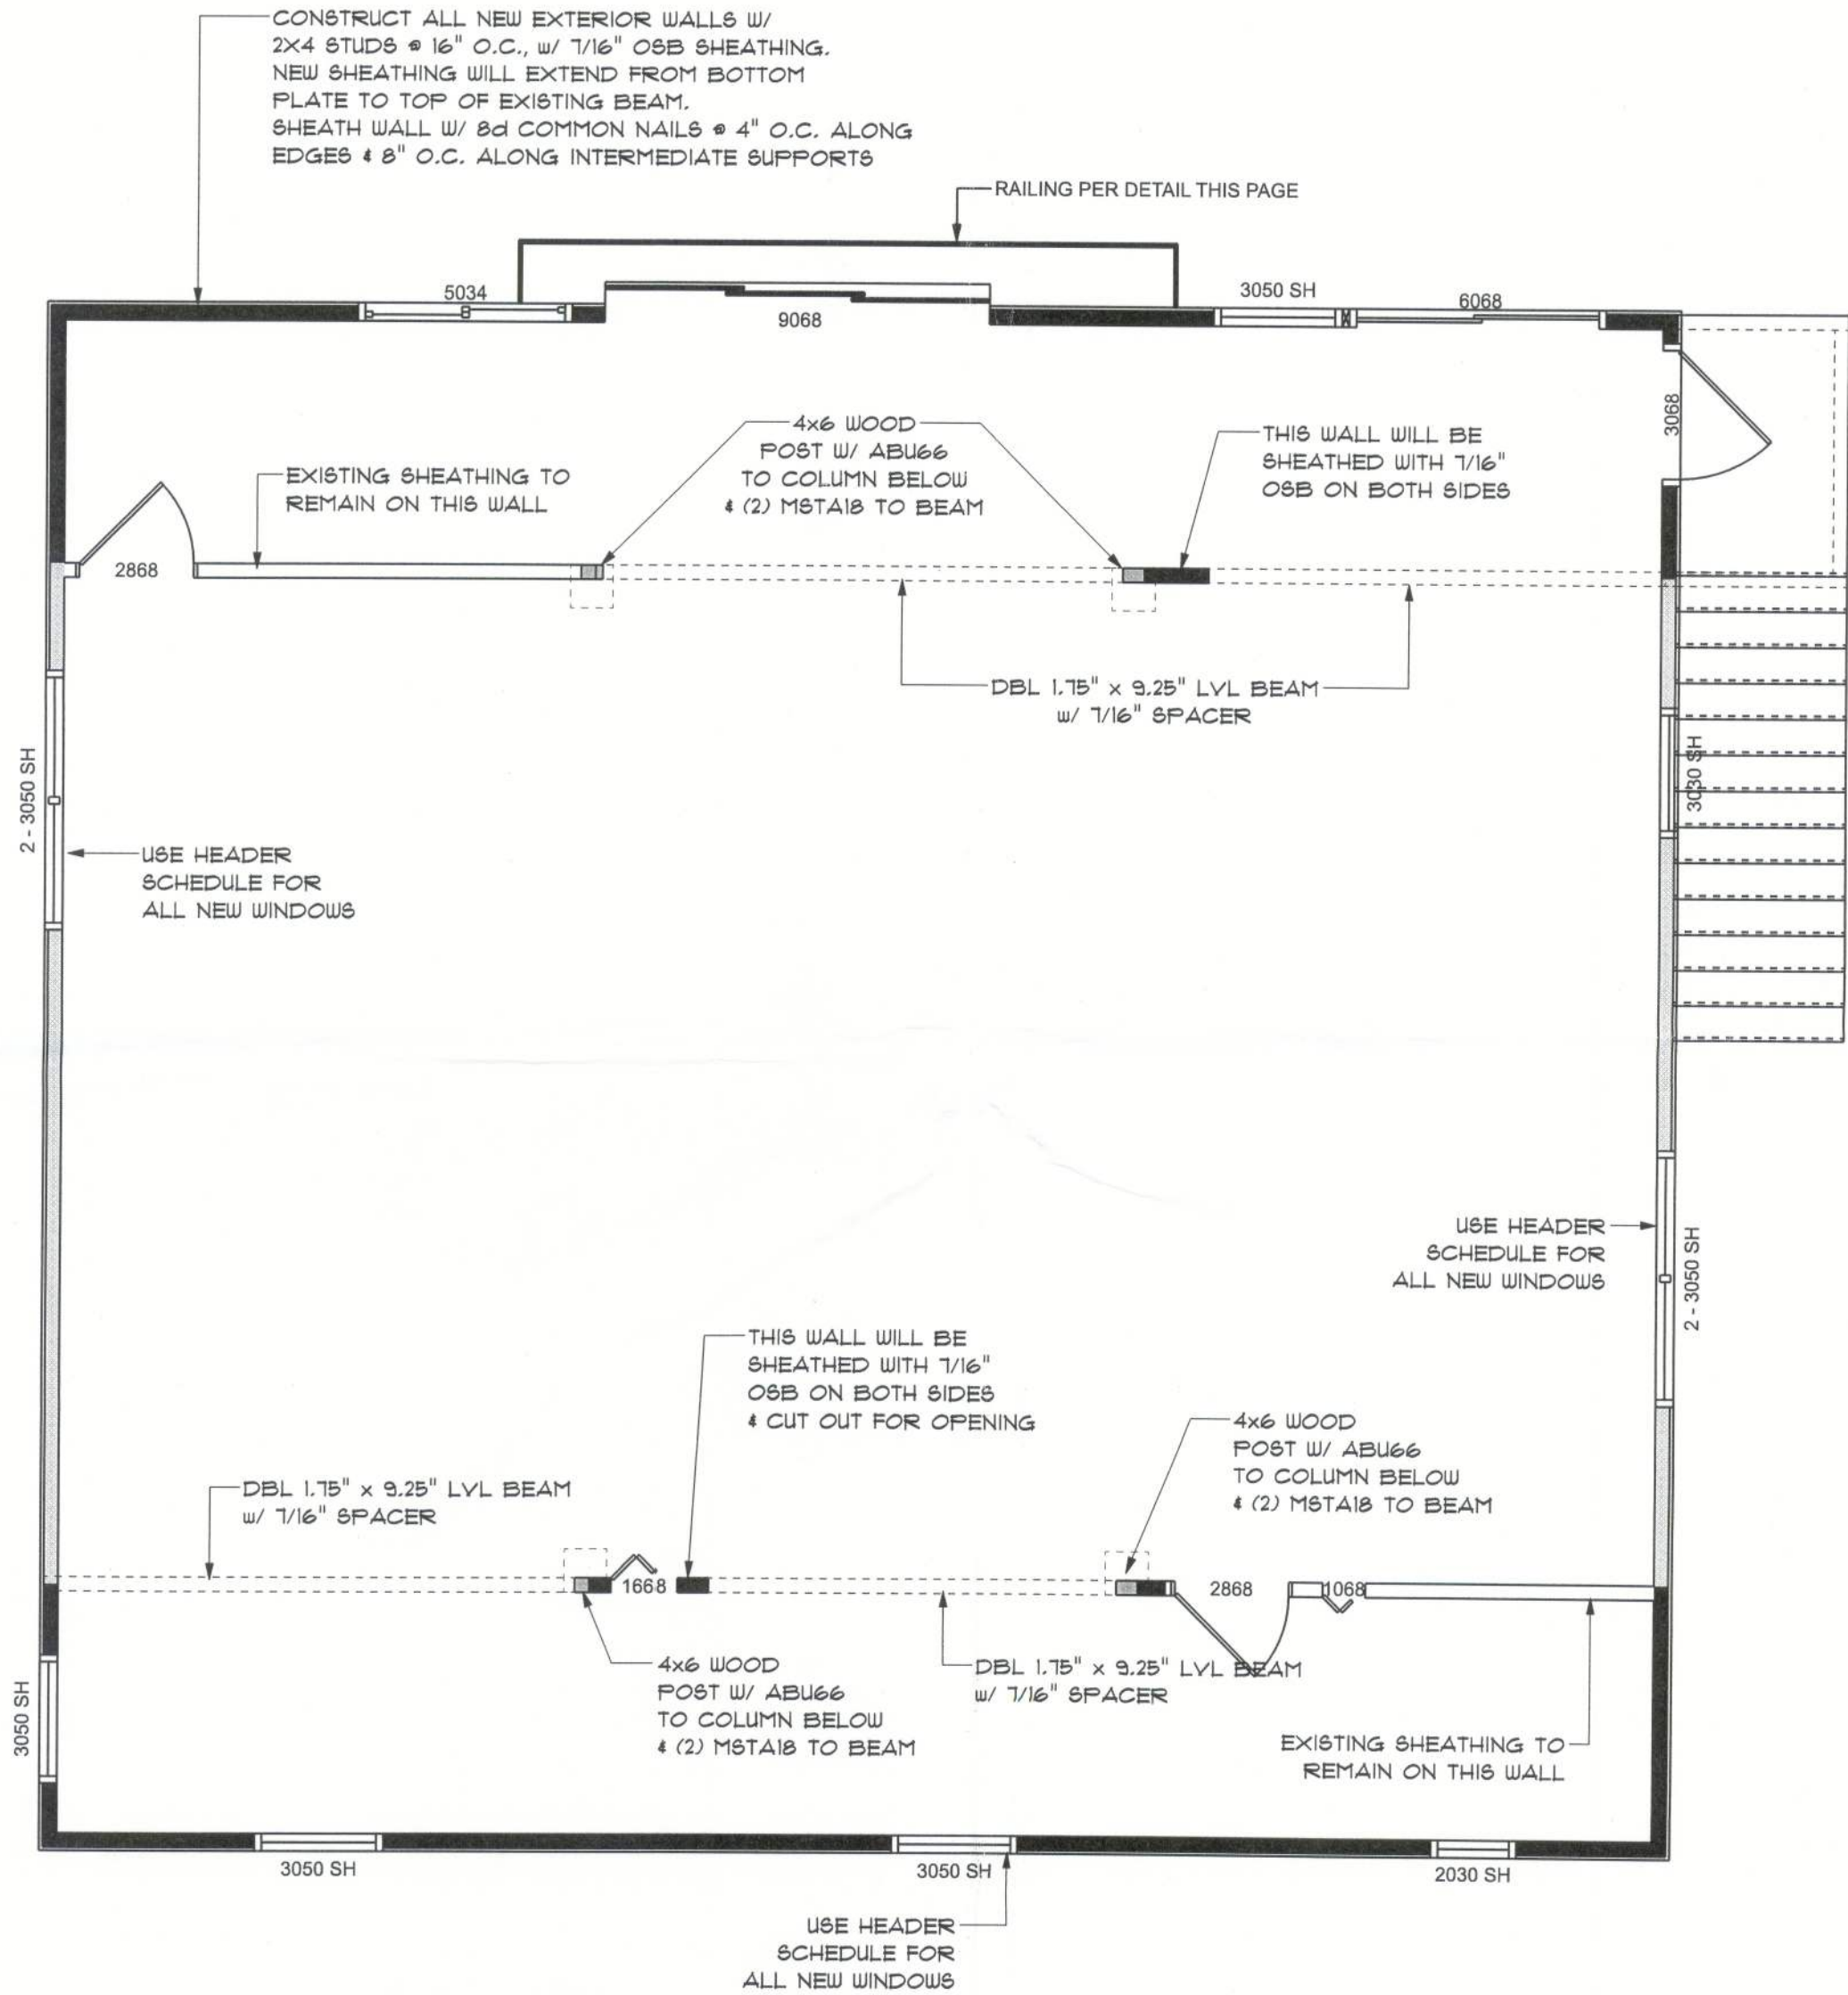 CONSTRUCT ALL NEW EXTERIOR WALLS W/
2X4 STUDS @ 16" O.C., W/ 7/16" OSB SHEATHING.
NEW SHEATHING WILL EXTEND FROM BOTTOM
PLATE TO TOP OF EXISTING BEAM.
SHEATH WALL W/ 8d COMMON NAILS @ 4" O.C. ALONG
EDGES & 8" O.C. ALONG INTERMEDIATE SUPPORTS
RAILING PER DETAIL THIS PAGE
5034
9068
3050 SH
6068
3068
4x6 WOOD
POST W/ ABU66
TO COLUMN BELOW
& (2) MSTA18 TO BEAM
THIS WALL WILL BE
SHEATHED WITH 7/16"
OSB ON BOTH SIDES
EXISTING SHEATHING TO
REMAIN ON THIS WALL
2868
DBL 1.75" x 9.25" LVL BEAM
W/ 7/16" SPACER
2 - 3050 SH
3030 SH
USE HEADER
SCHEDULE FOR
ALL NEW WINDOWS
USE HEADER
SCHEDULE FOR
ALL NEW WINDOWS
2 - 3050 SH
THIS WALL WILL BE
SHEATHED WITH 7/16"
OSB ON BOTH SIDES
& CUT OUT FOR OPENING
4x6 WOOD
POST W/ ABU66
TO COLUMN BELOW
& (2) MSTA18 TO BEAM
DBL 1.75" x 9.25" LVL BEAM
W/ 7/16" SPACER
1668
2868
1068
4x6 WOOD
POST W/ ABU66
TO COLUMN BELOW
& (2) MSTA18 TO BEAM
DBL 1.75" x 9.25" LVL BEAM
W/ 7/16" SPACER
3050 SH
EXISTING SHEATHING TO
REMAIN ON THIS WALL
3050 SH
3050 SH
2030 SH
USE HEADER
SCHEDULE FOR
ALL NEW WINDOWS